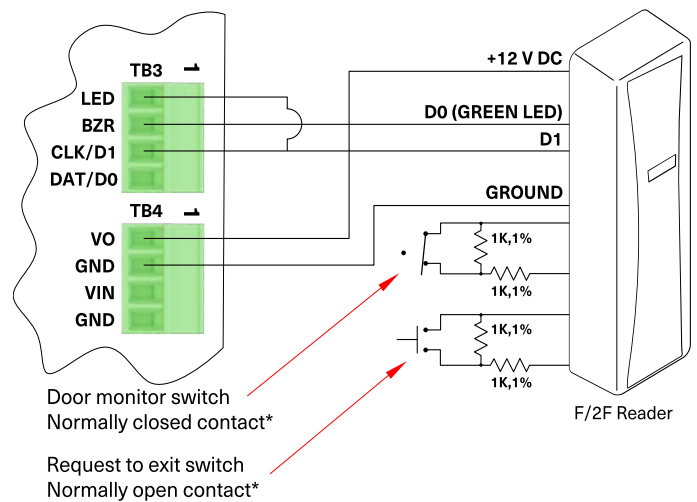 TB3 1
LED
BZR
CLK/D1
DAT/D0
TB4 1
VO
GND
VIN
GND
+12 V DC
D0 (GREEN LED)
D1
GROUND
1K,1%
1K,1%
1K,1%
1K,1%
Door monitor switch
Normally closed contact*
Request to exit switch
Normally open contact*
F/2F Reader